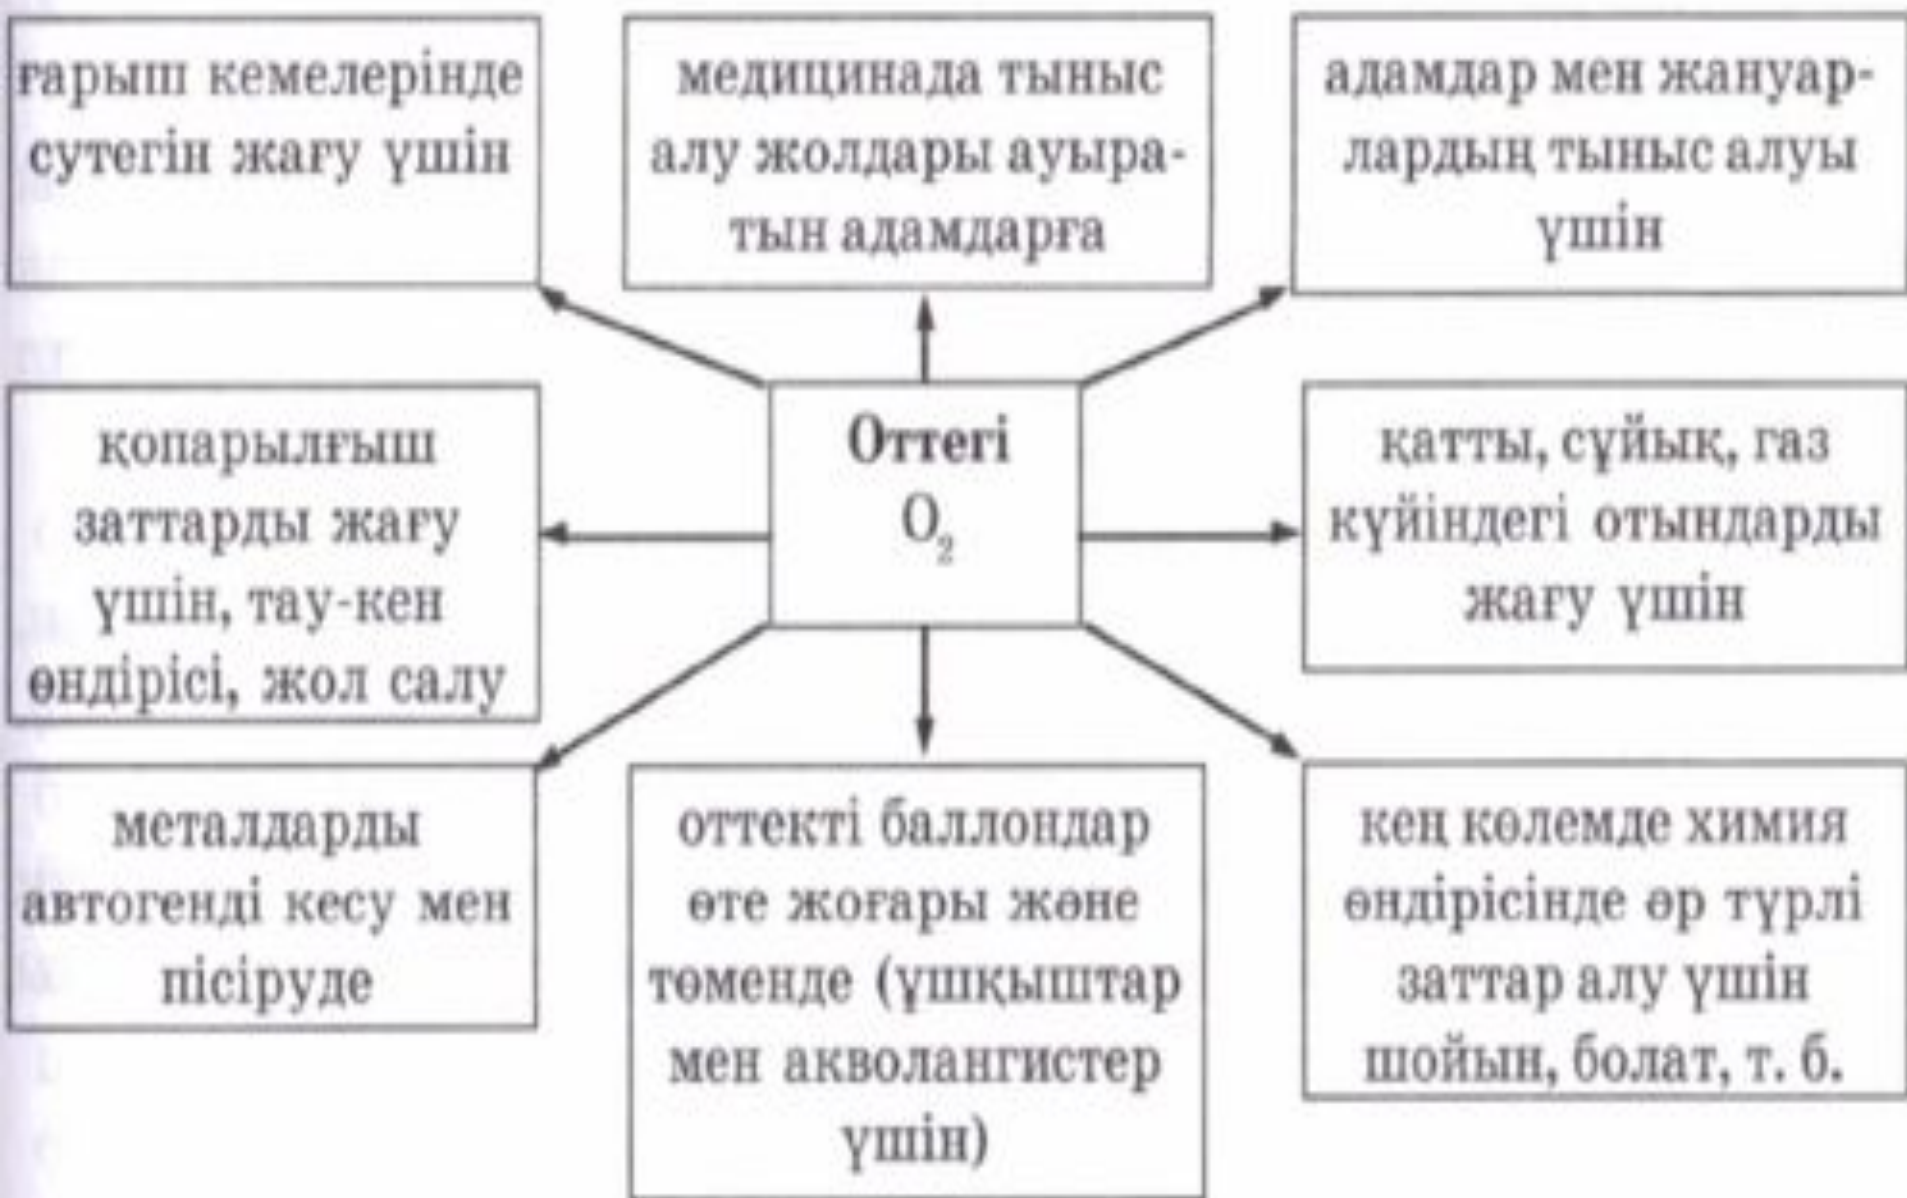 ғарыш кемелерінде
сутегін жағу үшін
медицинада тыныс
алу жолдары ауыра-
тын адамдарға
адамдар мен жануар-
лардың тыныс алуы
үшін
қопарылғыш
заттарды жағу
үшін, тау-кен
өндірісі, жол салу
Оттегі
O₂
қатты, сұйық, газ
күйіндегі отындарды
жағу үшін
металдарды
автогенді кесу мен
пісіруде
оттекті баллондар
өте жоғары және
төменде (ұшқыштар
мен акволангистер
үшін)
кең көлемде химия
өндірісінде әр түрлі
заттар алу үшін
шойын, болат, т. б.